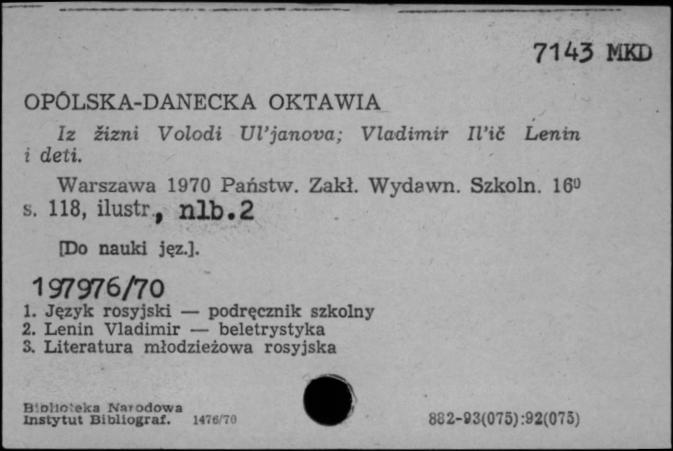 7143 MKD
OPÓLSKA-DANECKA OKTAWIA
Iz žizni Volodi Ul'janova; Vladimir Il'ič Lenin
i deti.
Warszawa 1970 Państw. Zakł. Wydawn. Szkoln. 16⁰
s. 118, ilustr., nlb.2
[Do nauki jęz.].
197976/70
1. Język rosyjski — podręcznik szkolny
2. Lenin Vladimir — beletrystyka
3. Literatura młodzieżowa rosyjska
Biblioteka Narodowa
Instytut Bibliograf. 1476/70
882-93(075):92(075)